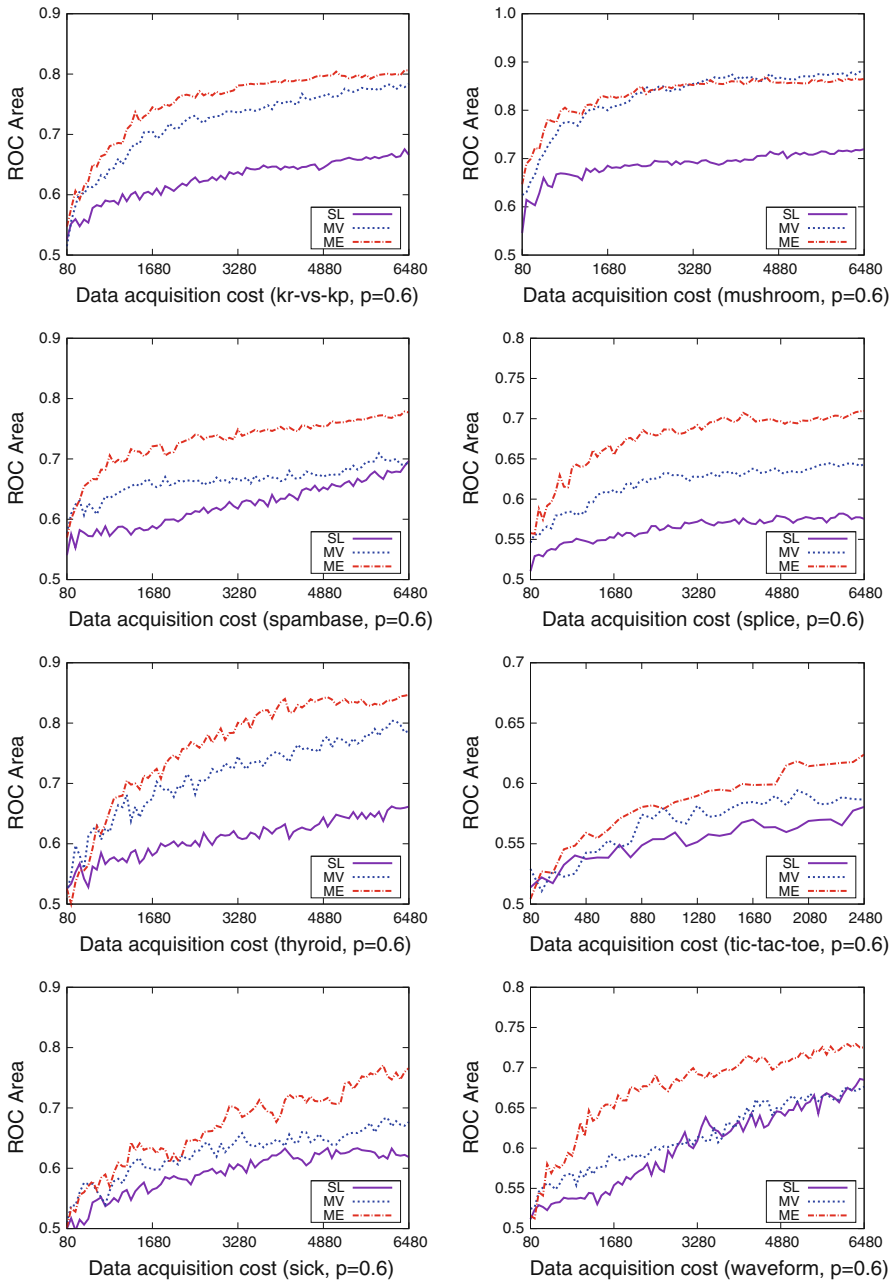 0.9
0.8
0.7
0.6
0.5
ROC Area
SL
MV
ME
80 1680 3280 4880 6480
Data acquisition cost (kr-vs-kp, p=0.6)
1.0
0.9
0.8
0.7
0.6
0.5
ROC Area
SL
MV
ME
80 1680 3280 4880 6480
Data acquisition cost (mushroom, p=0.6)
0.9
0.8
0.7
0.6
0.5
ROC Area
SL
MV
ME
80 1680 3280 4880 6480
Data acquisition cost (spambase, p=0.6)
0.8
0.75
0.7
0.65
0.6
0.55
0.5
ROC Area
SL
MV
ME
80 1680 3280 4880 6480
Data acquisition cost (splice, p=0.6)
0.9
0.8
0.7
0.6
0.5
ROC Area
SL
MV
ME
80 1680 3280 4880 6480
Data acquisition cost (thyroid, p=0.6)
0.7
0.65
0.6
0.55
0.5
ROC Area
SL
MV
ME
80 480 880 1280 1680 2080 2480
Data acquisition cost (tic-tac-toe, p=0.6)
0.9
0.8
0.7
0.6
0.5
ROC Area
SL
MV
ME
80 1680 3280 4880 6480
Data acquisition cost (sick, p=0.6)
0.8
0.75
0.7
0.65
0.6
0.55
0.5
ROC Area
SL
MV
ME
80 1680 3280 4880 6480
Data acquisition cost (waveform, p=0.6)